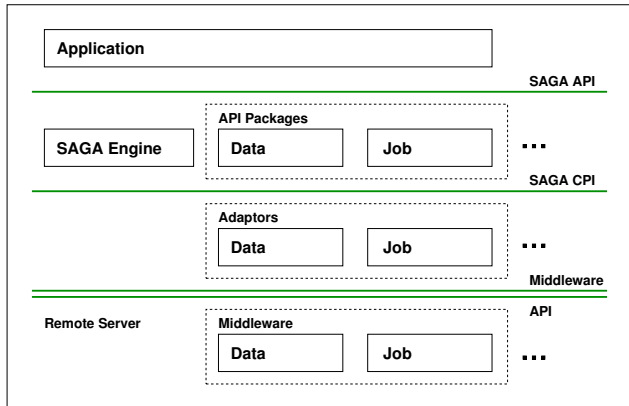 Application
SAGA API
API Packages
SAGA Engine
Data
Job
...
SAGA CPI
Adaptors
Data
Job
...
Middleware
API
Remote Server
Middleware
Data
Job
...